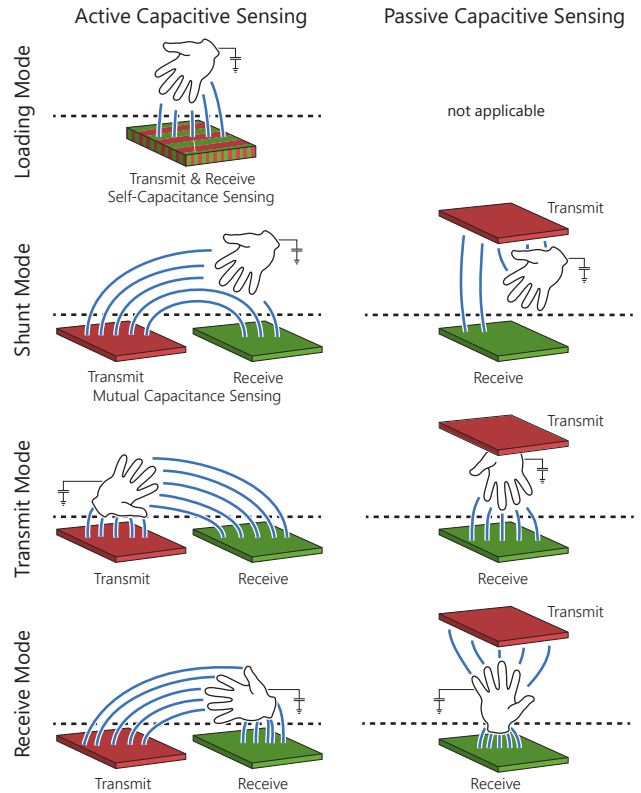 Active Capacitive Sensing
Passive Capacitive Sensing
Loading Mode
Transmit & Receive
Self-Capacitance Sensing
not applicable
Shunt Mode
Transmit
Receive
Mutual Capacitance Sensing
Transmit
Receive
Transmit Mode
Transmit
Receive
Transmit
Receive
Receive Mode
Transmit
Receive
Transmit
Receive